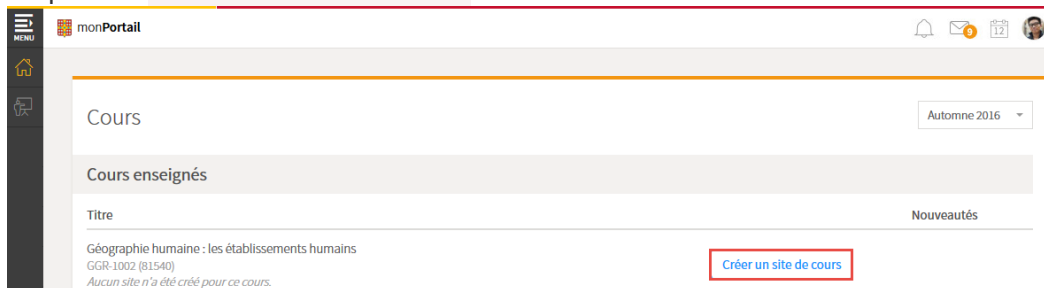 MENU
monPortail
9
12
Cours
Automne 2016
Cours enseignés
Titre
Nouveautés
Géographie humaine : les établissements humains
GGR-1002 (81540)
Créer un site de cours
Aucun site n'a été créé pour ce cours.